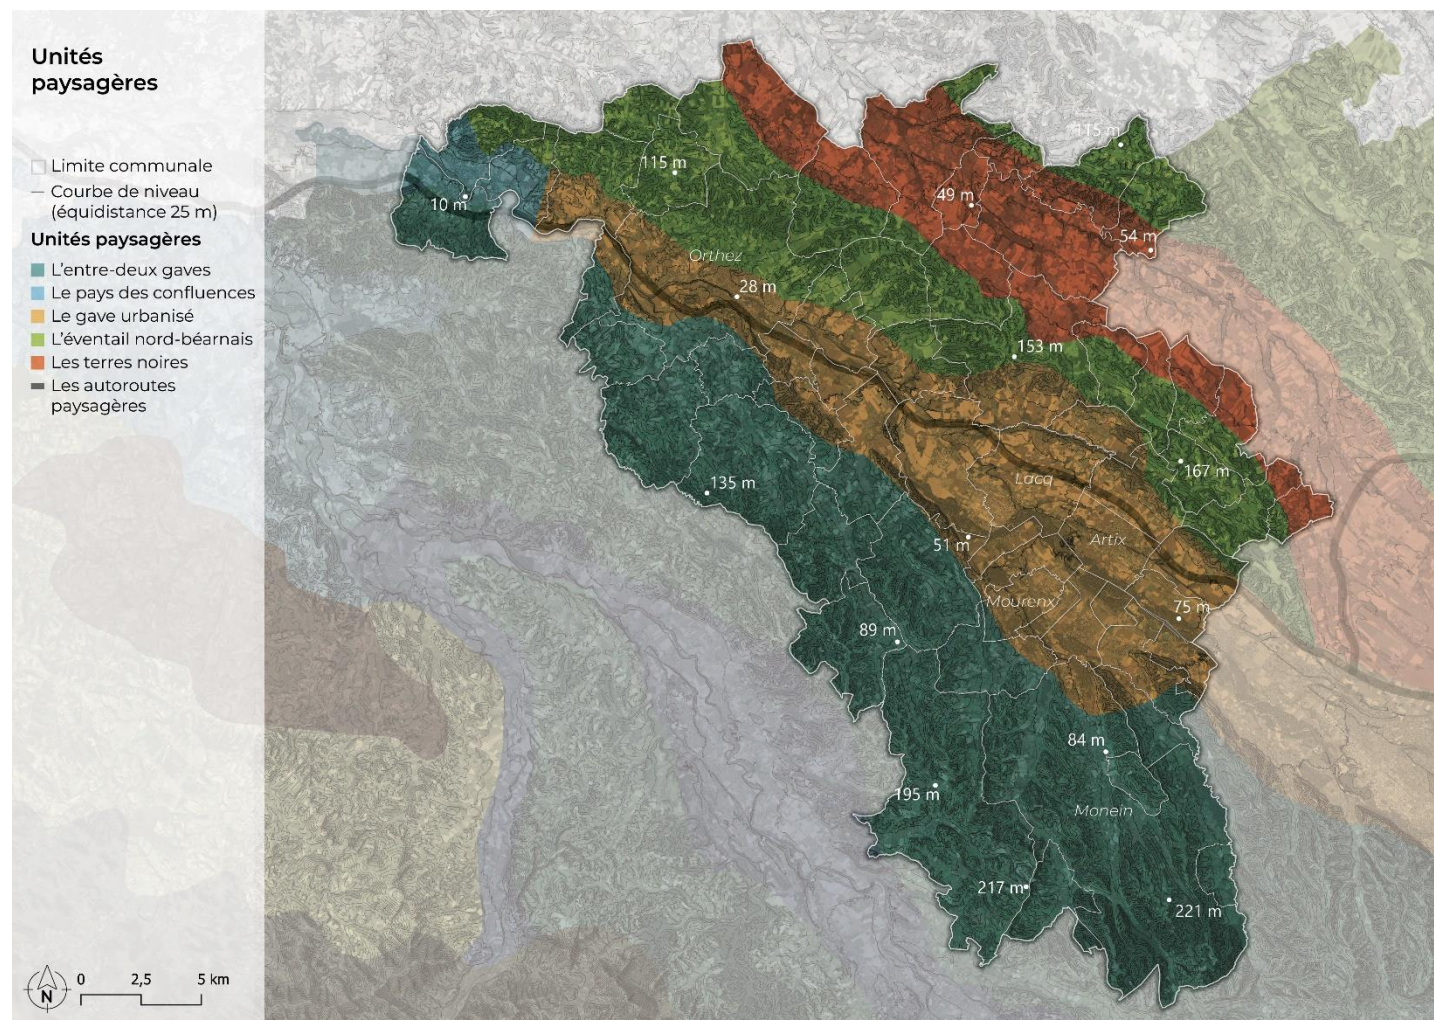 Unités
paysagères
Limite communale
Courbe de niveau
(équidistance 25 m)
Unités paysagères
L'entre-deux gaves
Le pays des confluences
Le gave urbanisé
L'éventail nord-béarnais
Les terres noires
Les autoroutes
paysagères
115 m
115 m
10 m
49 m
54 m
Orthez
28 m
153 m
167 m
135 m
Lacq
51 m
Artix
Mourenx
75 m
89 m
84 m
195 m
Monein
217 m
221 m
N
0 2,5 5 km